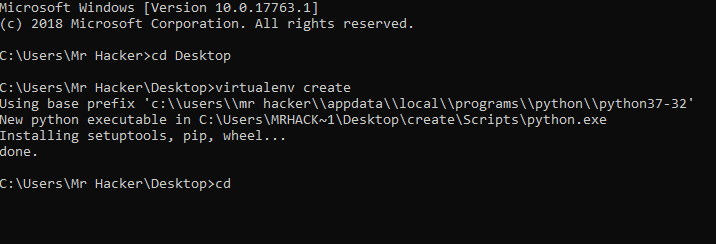 Microsoft Windows [Version 10.0.17763.1]
(c) 2018 Microsoft Corporation. All rights reserved.
C:\Users\Mr Hacker>cd Desktop
C:\Users\Mr Hacker\Desktop>virtualenv create
Using base prefix 'c:\\users\\mr hacker\\appdata\\local\\programs\\python\\python37-32'
New python executable in C:\Users\MRHACK~1\Desktop\create\Scripts\python.exe
Installing setuptools, pip, wheel...
done.
C:\Users\Mr Hacker\Desktop>cd